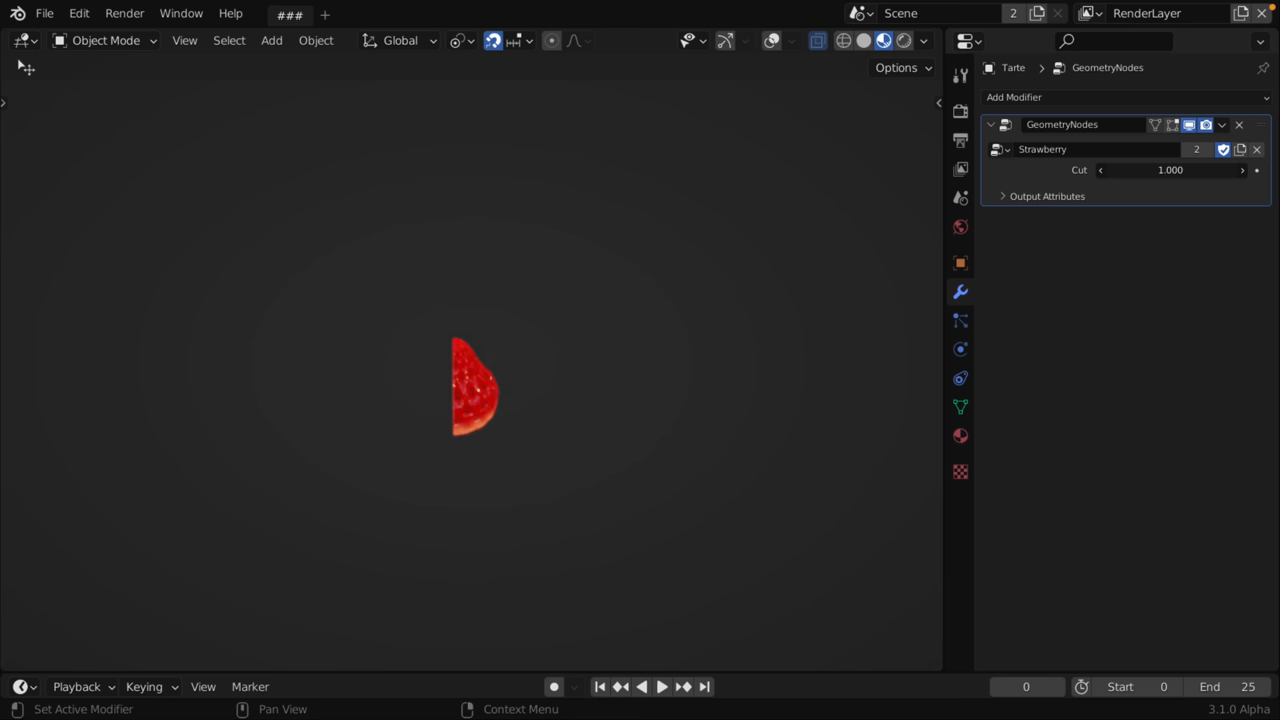 File Edit Render Window Help ### Scene 2 RenderLayer
Object Mode View Select Add Object Global
Options
Tarte GeometryNodes
Add Modifier
GeometryNodes
Strawberry 2
Cut 1.000
Output Attributes
Playback Keying View Marker 0 Start 0 End 25
Set Active Modifier Pan View Context Menu 3.1.0 Alpha